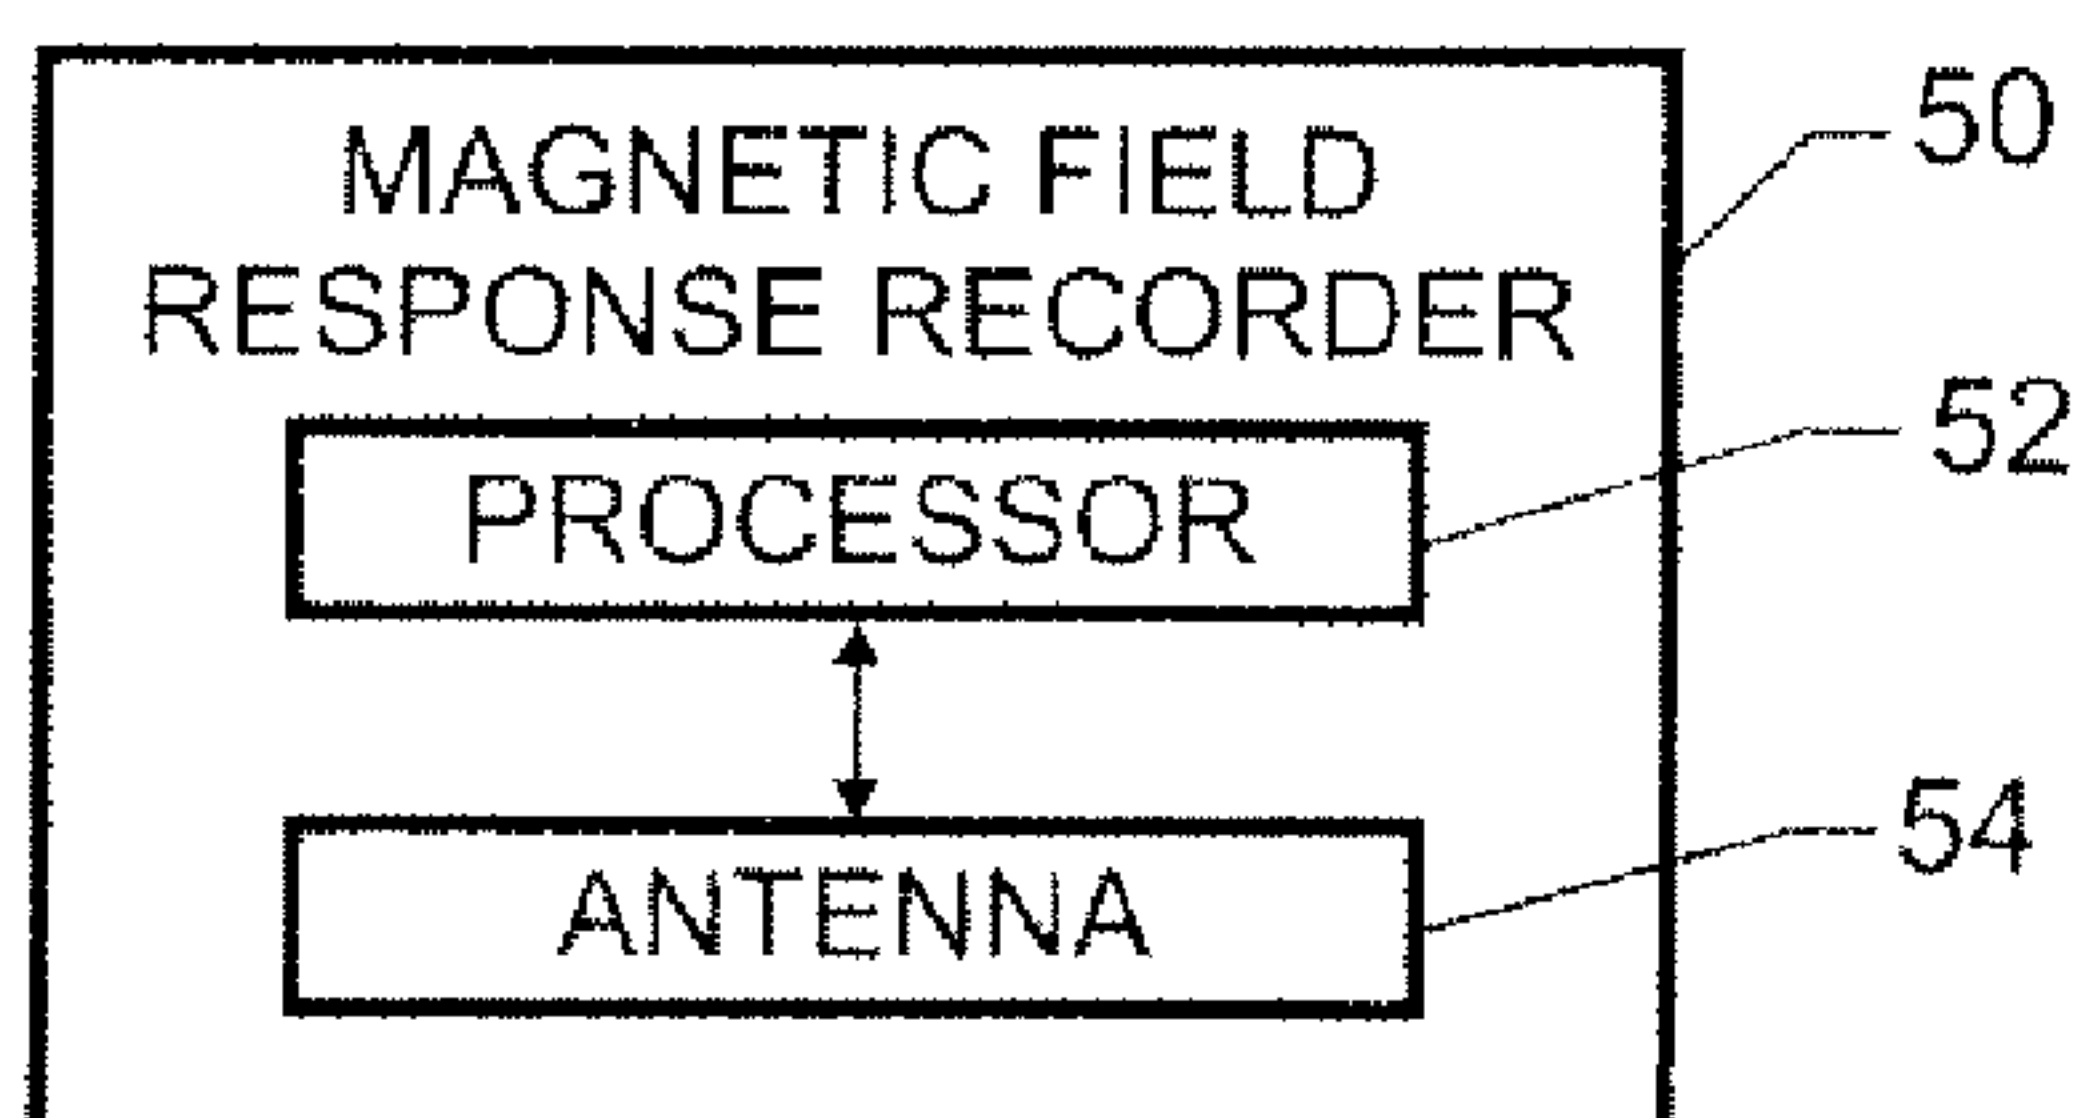 MAGNETIC FIELD
RESPONSE RECORDER
50
PROCESSOR
52
ANTENNA
54